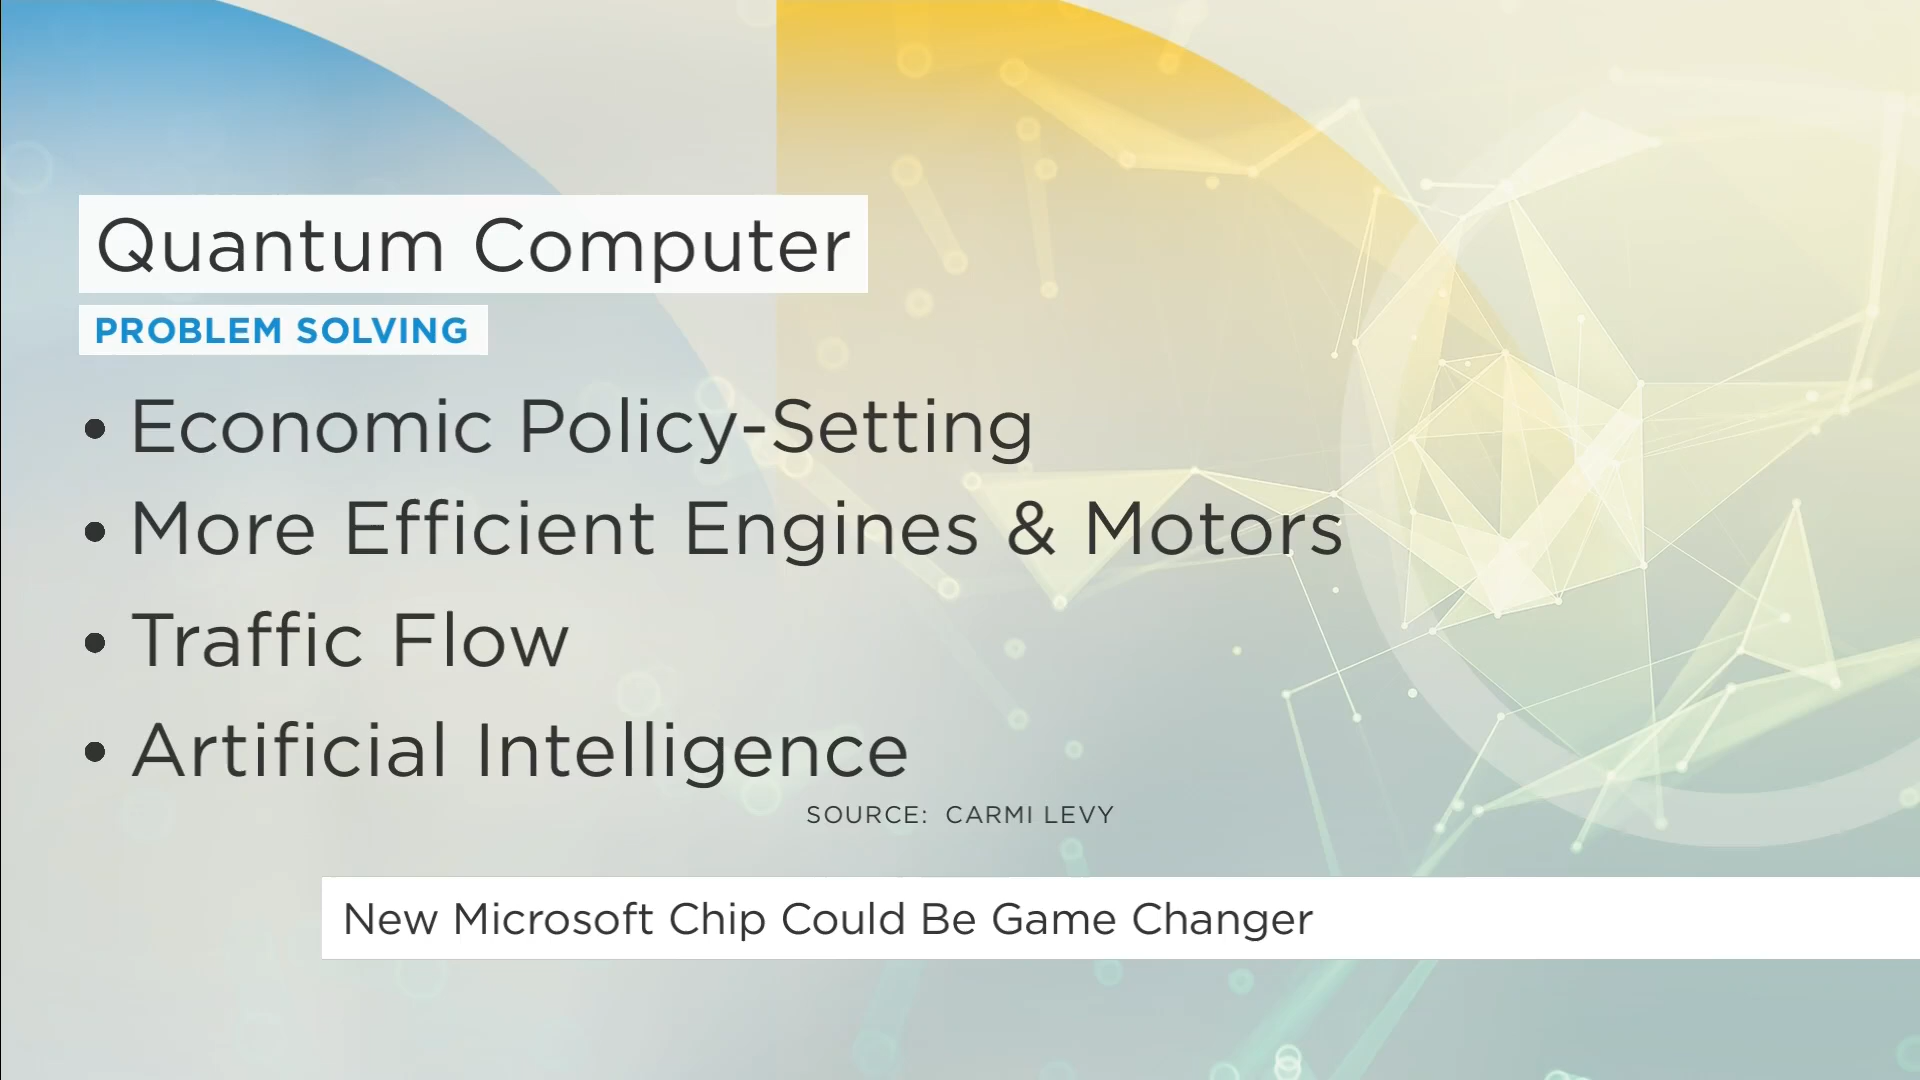 Quantum Computer
PROBLEM SOLVING
• Economic Policy-Setting
• More Efficient Engines & Motors
• Traffic Flow
• Artificial Intelligence
SOURCE: CARMI LEVY
New Microsoft Chip Could Be Game Changer